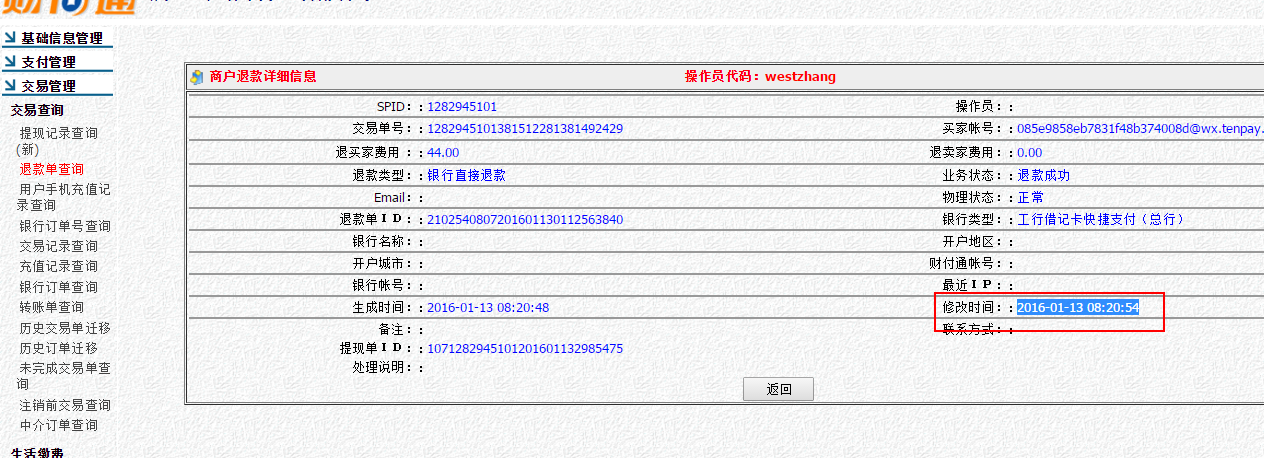 财付通
基础信息管理
支付管理
交易管理
交易查询
提现记录查询
(新)
退款单查询
用户手机充值记
录查询
银行订单号查询
交易记录查询
充值记录查询
银行订单查询
转账单查询
历史交易单迁移
历史订单迁移
未完成交易单查
询
注销前交易查询
中介订单查询
生活缴费
商户退款详细信息 操作员代码：westzhang
SPID：：1282945101 操作员：：
交易单号：：1282945101381512281381492429 买家帐号：：085e9858eb7831f48b374008d@wx.tenpay.
退买家费用 ：：44.00 退卖家费用：：0.00
退款类型：：银行直接退款 业务状态：：退款成功
Email：： 物理状态：：正常
退款单ＩＤ：：2102540807201601130112563840 银行类型：：工行借记卡快捷支付（总行）
银行名称：： 开户地区：：
开户城市：： 财付通帐号：：
银行帐号：： 最近ＩＰ：：
生成时间：：2016-01-13 08:20:48 修改时间：：2016-01-13 08:20:54
备注：： 联系方式：：
提现单ＩＤ：：1071282945101201601132985475
处理说明：：
返回